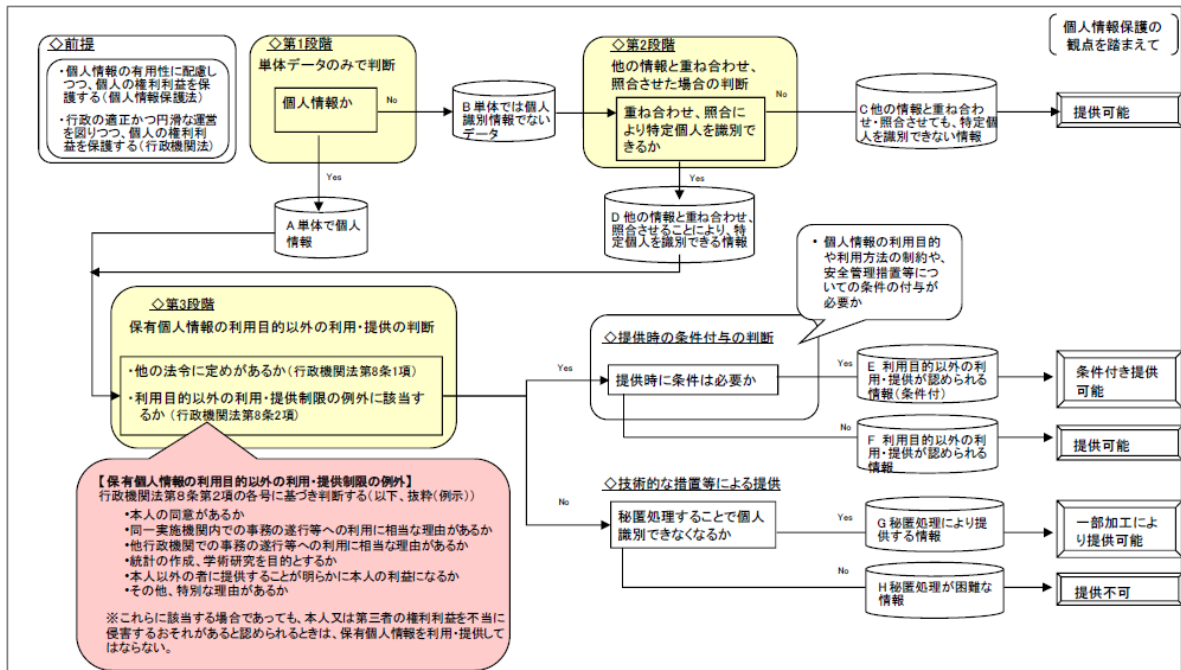 ◇前提
・個人情報の有用性に配慮し
つつ、個人の権利利益を保
護する(個人情報保護法)
・行政の適正かつ円滑な運営
を図りつつ、個人の権利利
益を保護する(行政機関法)
◇第1段階
単体データのみで判断
個人情報か
No
Yes
B 単体では個人
識別情報でない
データ
◇第2段階
他の情報と重ね合わせ、
照合させた場合の判断
重ね合わせ、照合に
より特定個人を識別で
きるか
No
Yes
C 他の情報と重ね合わ
せ・照合させても、特定個
人を識別できない情報
個人情報保護の
観点を踏まえて
提供可能
A 単体で個人
情報
D 他の情報と重ね合わせ、
照合させることにより、特
定個人を識別できる情報
• 個人情報の利用目的
や利用方法の制約や、
安全管理措置等につ
いての条件の付与が
必要か
◇第3段階
保有個人情報の利用目的以外の利用・提供の判断
・他の法令に定めがあるか(行政機関法第8条1項)
・利用目的以外の利用・提供制限の例外に該当す
るか(行政機関法第8条2項)
Yes
No
◇提供時の条件付与の判断
提供時に条件は必要か
Yes
No
E 利用目的以外の
利用・提供が認められる
情報(条件付)
条件付き提供
可能
F 利用目的以外の利
用・提供が認められる
情報
提供可能
【保有個人情報の利用目的以外の利用・提供制限の例外】
行政機関法第8条第2項の各号に基づき判断する(以下、抜粋(例示))
・本人の同意があるか
・同一実施機関内での事務の遂行等への利用に相当な理由があるか
・他行政機関での事務の遂行等への利用に相当な理由があるか
・統計の作成、学術研究を目的とするか
・本人以外の者に提供することが明らかに本人の利益になるか
・その他、特別な理由があるか
※これらに該当する場合であっても、本人又は第三者の権利利益を不当に
侵害するおそれがあると認められるときは、保有個人情報を利用・提供して
はならない。
◇技術的な措置等による提供
秘匿処理することで個人
識別できなくなるか
Yes
No
G 秘匿処理により提
供する情報
一部加工によ
り提供可能
H 秘匿処理が困難な
情報
提供不可